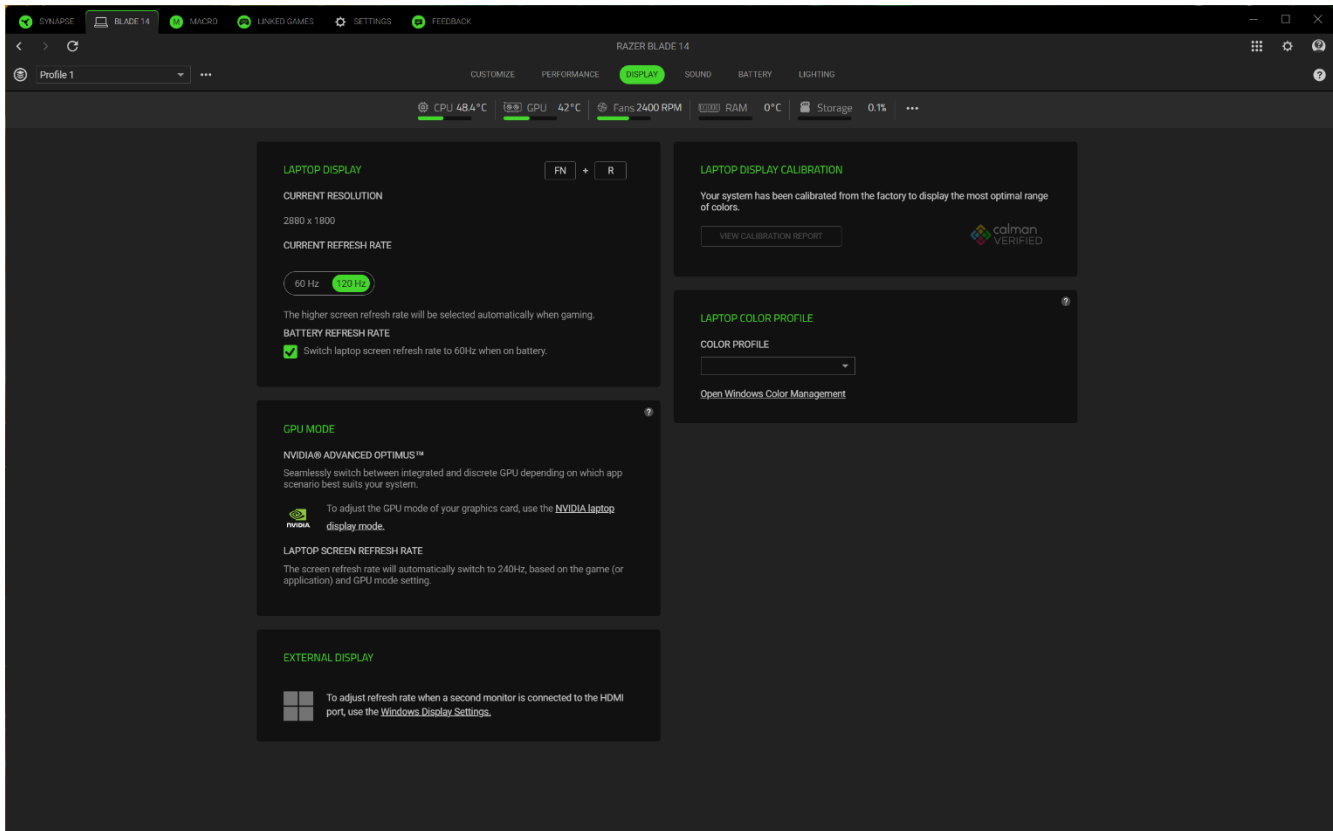 SYNAPSE
BLADE 14
M
MACRO
LINKED GAMES
SETTINGS
FEEDBACK
RAZER BLADE 14
Profile 1
CUSTOMIZE
PERFORMANCE
DISPLAY
SOUND
BATTERY
LIGHTING
?
CPU 48.4°C
GPU 42°C
Fans 2400 RPM
RAM 0°C
Storage 0.1%
LAPTOP DISPLAY
FN + R
CURRENT RESOLUTION
2880 x 1800
CURRENT REFRESH RATE
60 Hz
120 Hz
The higher screen refresh rate will be selected automatically when gaming.
BATTERY REFRESH RATE
Switch laptop screen refresh rate to 60Hz when on battery.
?
GPU MODE
NVIDIA® ADVANCED OPTIMUS™
Seamlessly switch between integrated and discrete GPU depending on which app
scenario best suits your system.
NVIDIA
To adjust the GPU mode of your graphics card, use the NVIDIA laptop
display mode.
LAPTOP SCREEN REFRESH RATE
The screen refresh rate will automatically switch to 240Hz, based on the game (or
application) and GPU mode setting.
EXTERNAL DISPLAY
To adjust refresh rate when a second monitor is connected to the HDMI
port, use the Windows Display Settings.
LAPTOP DISPLAY CALIBRATION
Your system has been calibrated from the factory to display the most optimal range
of colors.
VIEW CALIBRATION REPORT
calman
VERIFIED
?
LAPTOP COLOR PROFILE
COLOR PROFILE
Open Windows Color Management